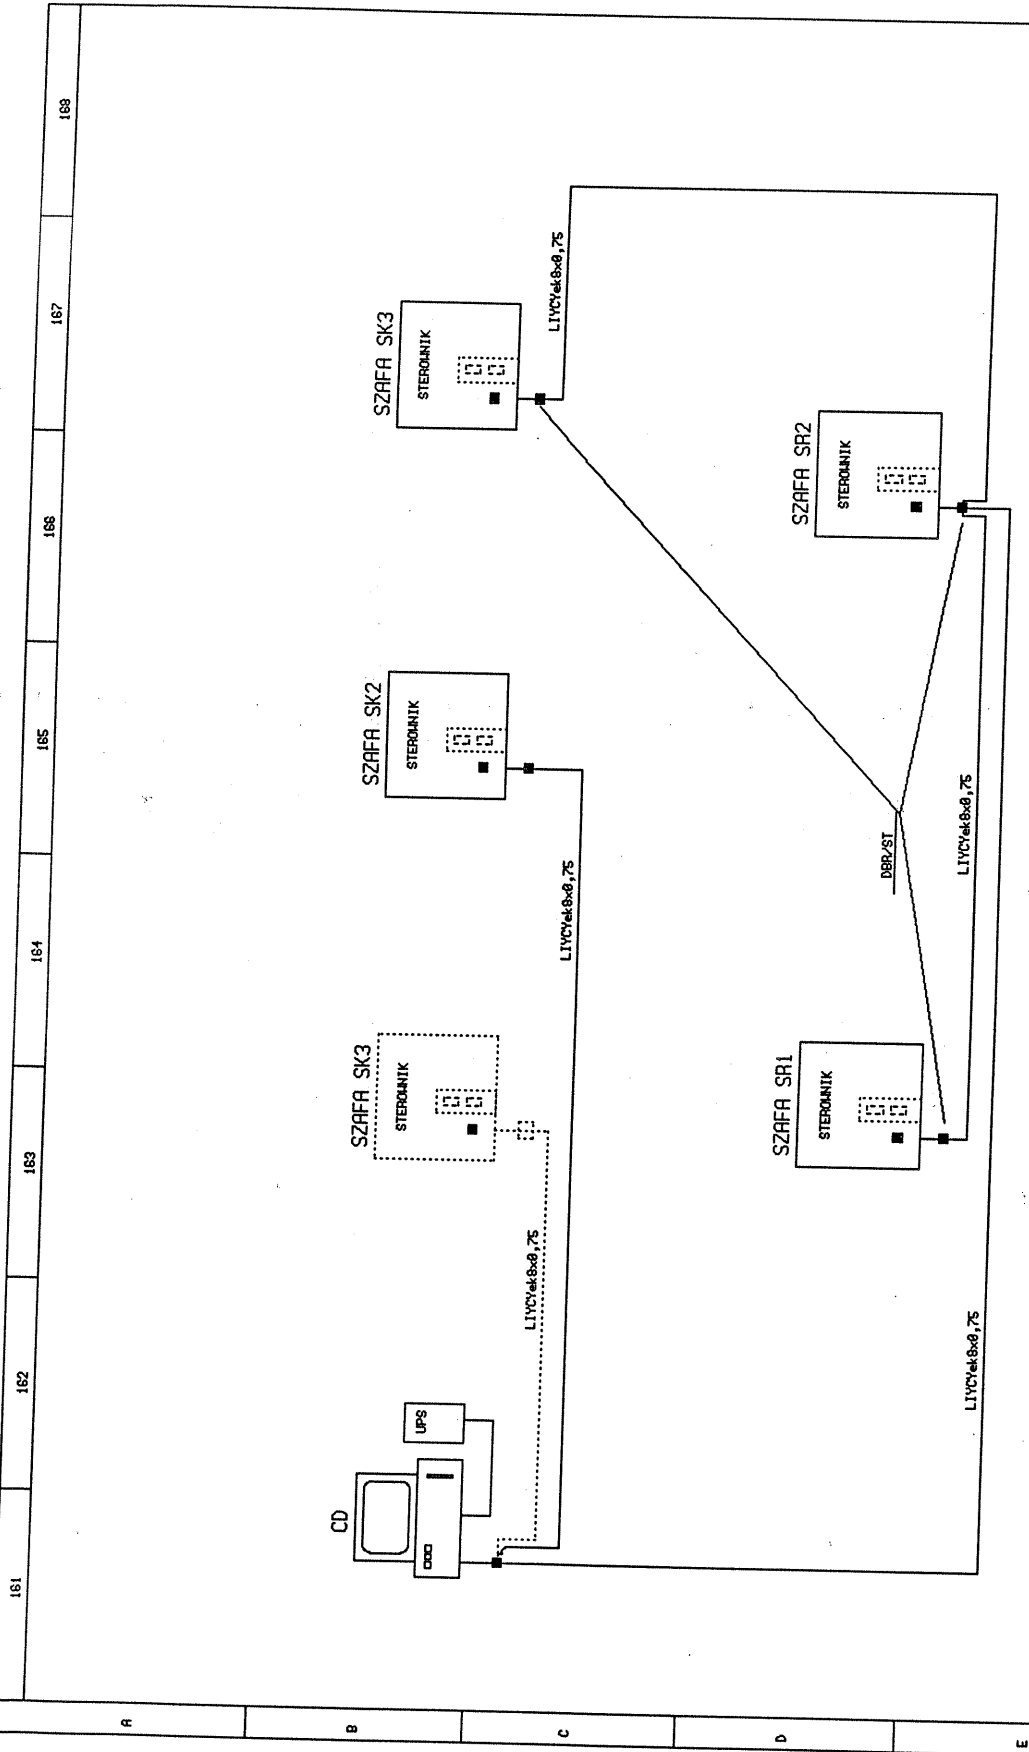 161
162
163
164
165
166
167
168
A
B
C
D
E
CD
UPS
SZAFA SK3
STEROWNIK
SZAFA SK2
STEROWNIK
SZAFA SK3
STEROWNIK
LIYCYek8x0,75
LIYCYek8x0,75
LIYCYek8x0,75
SZAFA SR1
STEROWNIK
SZAFA SR2
STEROWNIK
DBR/ST
LIYCYek8x0,75
LIYCYek8x0,75